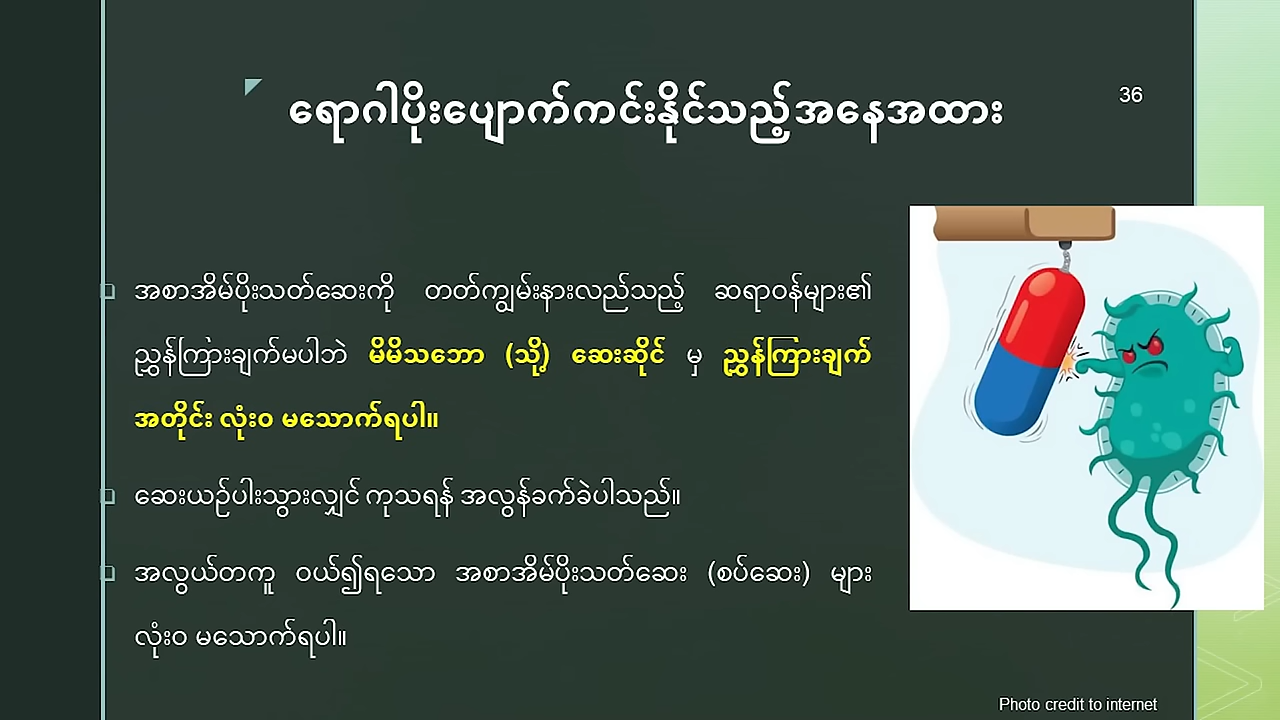 ရောဂါပိုးပျောက်ကင်းနိုင်သည့်အနေအထား
36
အစာအိမ်ပိုးသတ်ဆေးကို တတ်ကျွမ်းနားလည်သည့် ဆရာဝန်များ၏
ညွှန်ကြားချက်မပါဘဲ မိမိသဘော (သို့) ဆေးဆိုင် မှ ညွှန်ကြားချက်
အတိုင်း လုံးဝ မသောက်ရပါ။
ဆေးယဉ်ပါးသွားလျှင် ကုသရန် အလွန်ခက်ခဲပါသည်။
အလွယ်တကူ ဝယ်၍ရသော အစာအိမ်ပိုးသတ်ဆေး (စပ်ဆေး) များ
လုံးဝ မသောက်ရပါ။
Photo credit to internet